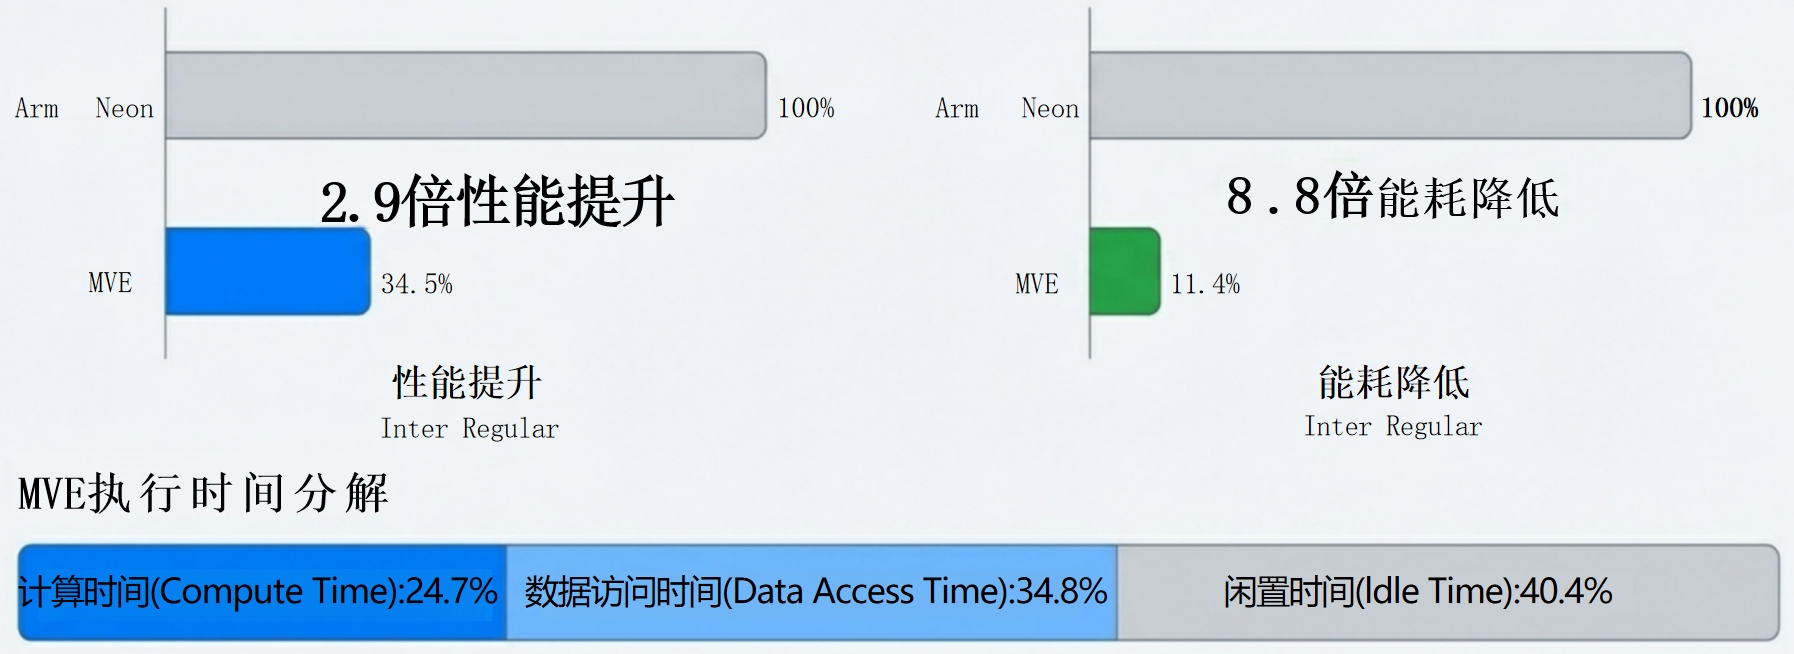 Arm Neon
100%
2.9倍性能提升
MVE
34.5%
性能提升
Inter Regular
Arm Neon
100%
8.8倍能耗降低
MVE
11.4%
能耗降低
Inter Regular
MVE执行时间分解
计算时间(Compute Time):24.7%
数据访问时间(Data Access Time):34.8%
闲置时间(ldle Time):40.4%